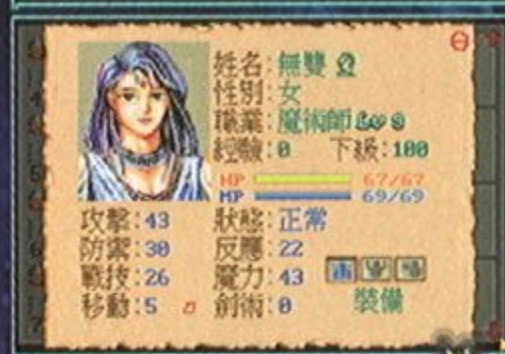 姓名:無雙 Ω
性別:女
職業:魔術師 Lv 9
經驗:0 下級:100
HP 67/67
MP 69/69
攻擊:43 狀態:正常
防禦:30 反應:22
戰技:26 魔力:43
移動:5 劍術:0
裝備